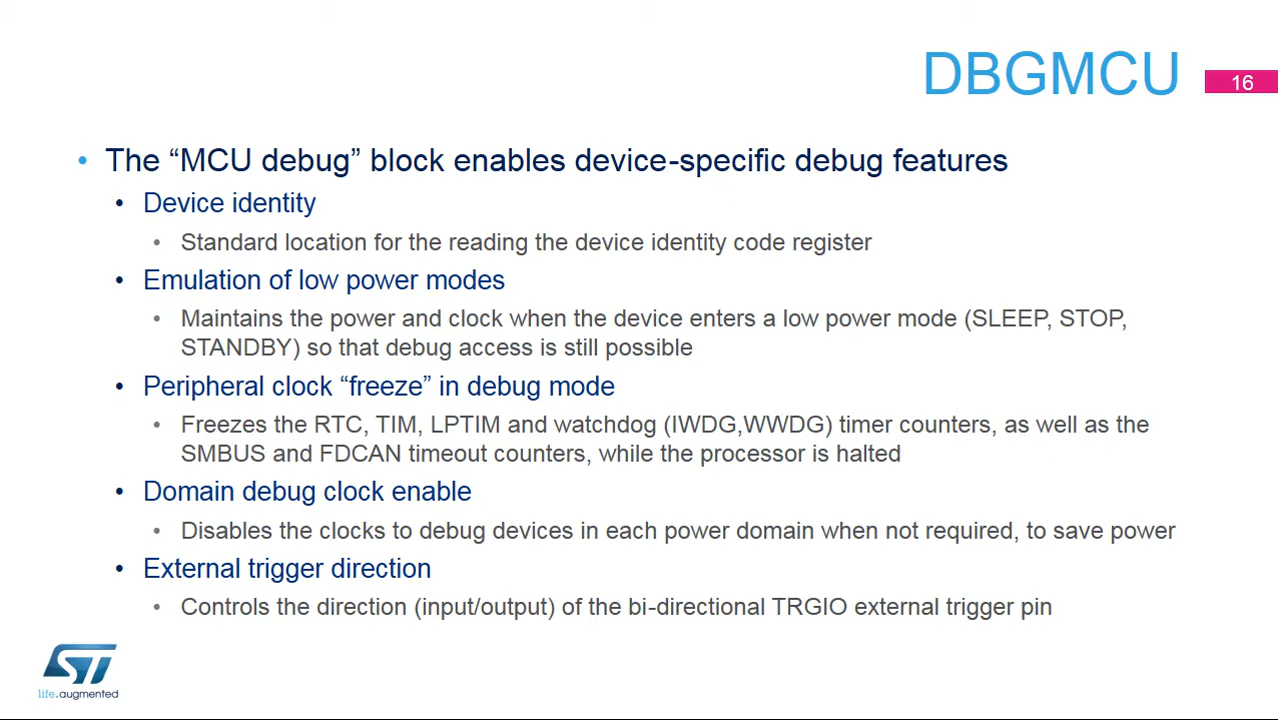 DBGMCU
16
• The “MCU debug” block enables device-specific debug features
• Device identity
• Standard location for the reading the device identity code register
• Emulation of low power modes
• Maintains the power and clock when the device enters a low power mode (SLEEP, STOP,
STANDBY) so that debug access is still possible
• Peripheral clock “freeze” in debug mode
• Freezes the RTC, TIM, LPTIM and watchdog (IWDG,WWDG) timer counters, as well as the
SMBUS and FDCAN timeout counters, while the processor is halted
• Domain debug clock enable
• Disables the clocks to debug devices in each power domain when not required, to save power
• External trigger direction
• Controls the direction (input/output) of the bi-directional TRGIO external trigger pin
ST
life.augmented